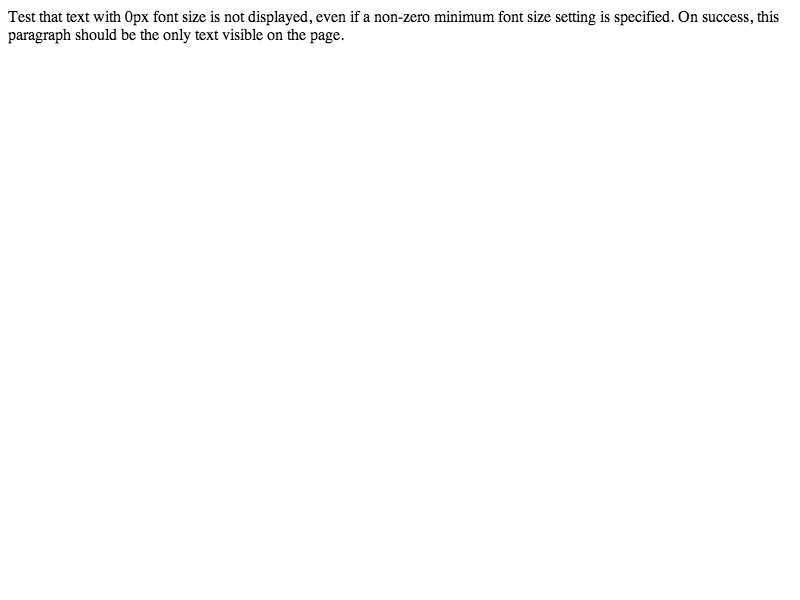 Test that text with 0px font size is not displayed, even if a non-zero minimum font size setting is specified. On success, this
paragraph should be the only text visible on the page.